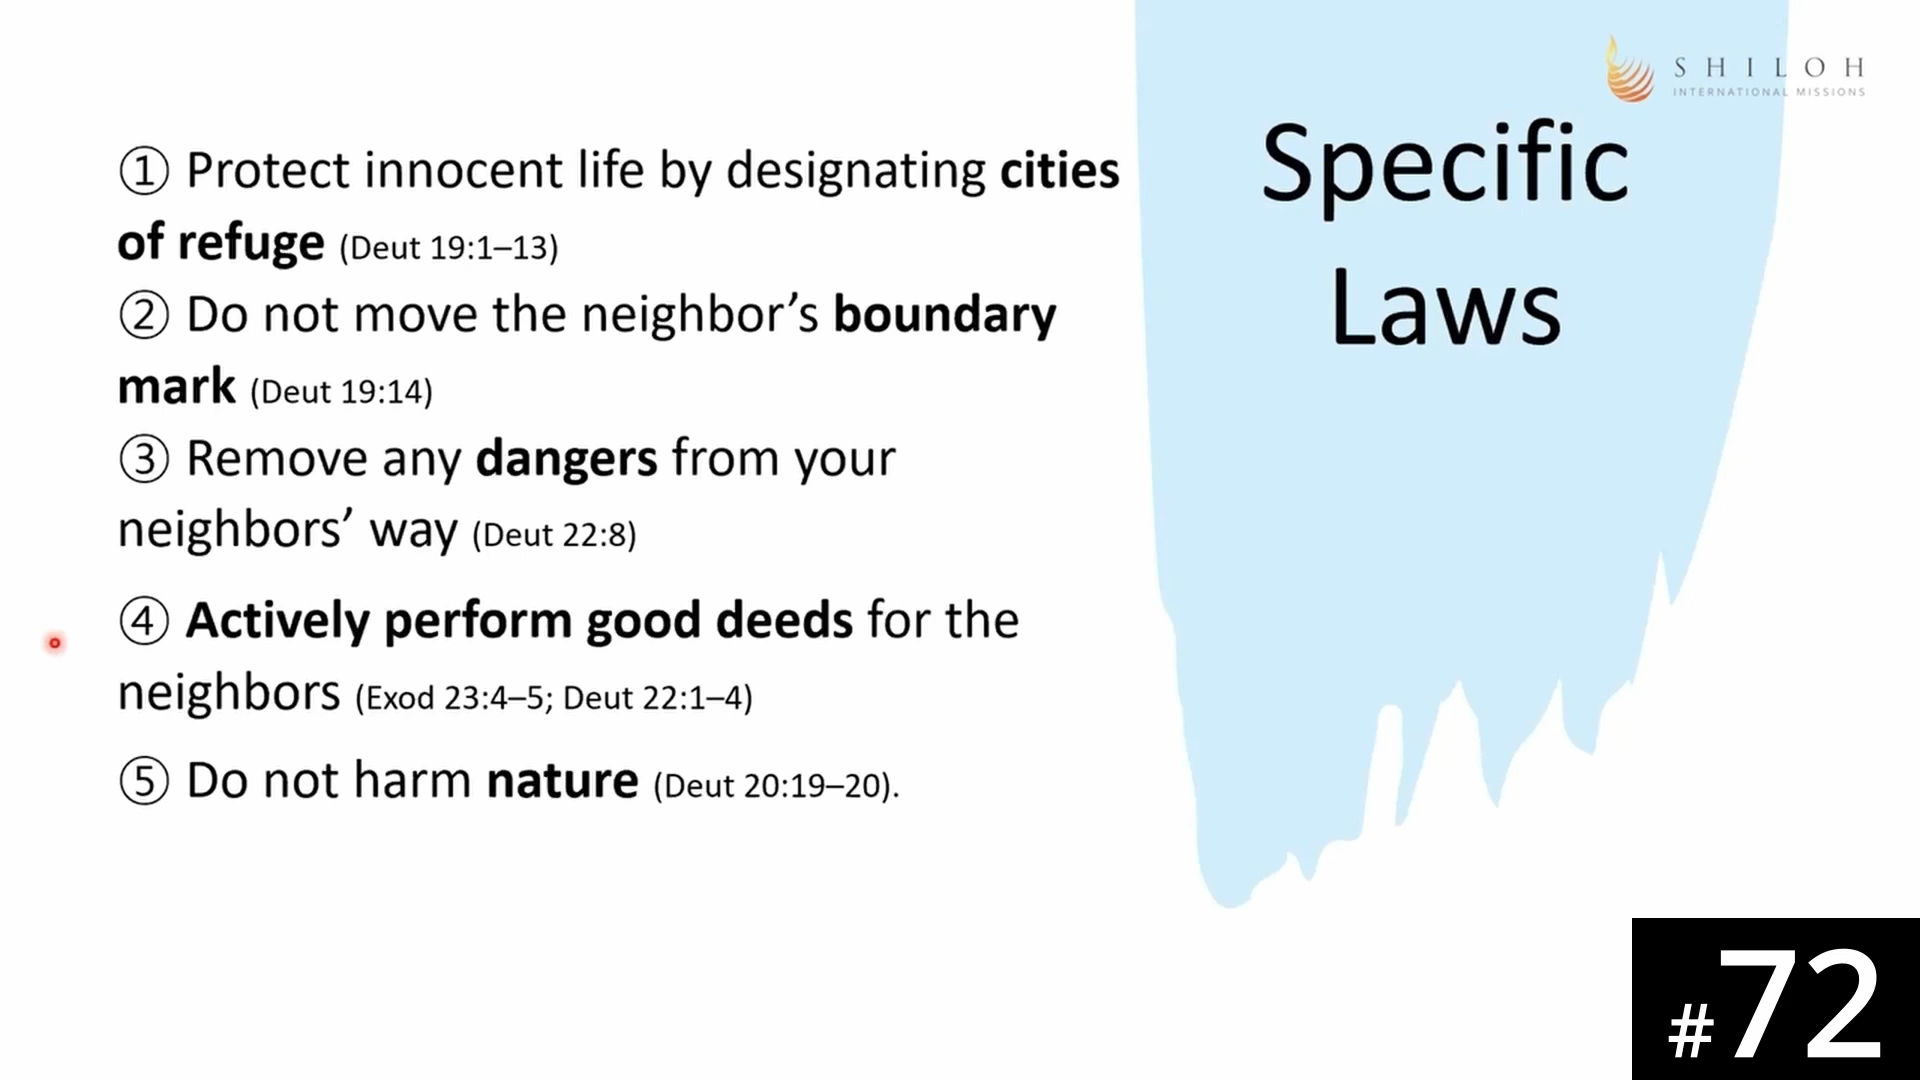 ① Protect innocent life by designating cities
of refuge (Deut 19:1–13)
② Do not move the neighbor’s boundary
mark (Deut 19:14)
③ Remove any dangers from your
neighbors’ way (Deut 22:8)
④ Actively perform good deeds for the
neighbors (Exod 23:4–5; Deut 22:1–4)
⑤ Do not harm nature (Deut 20:19–20).
SHILOH
INTERNATIONAL MISSIONS
Specific
Laws
#72